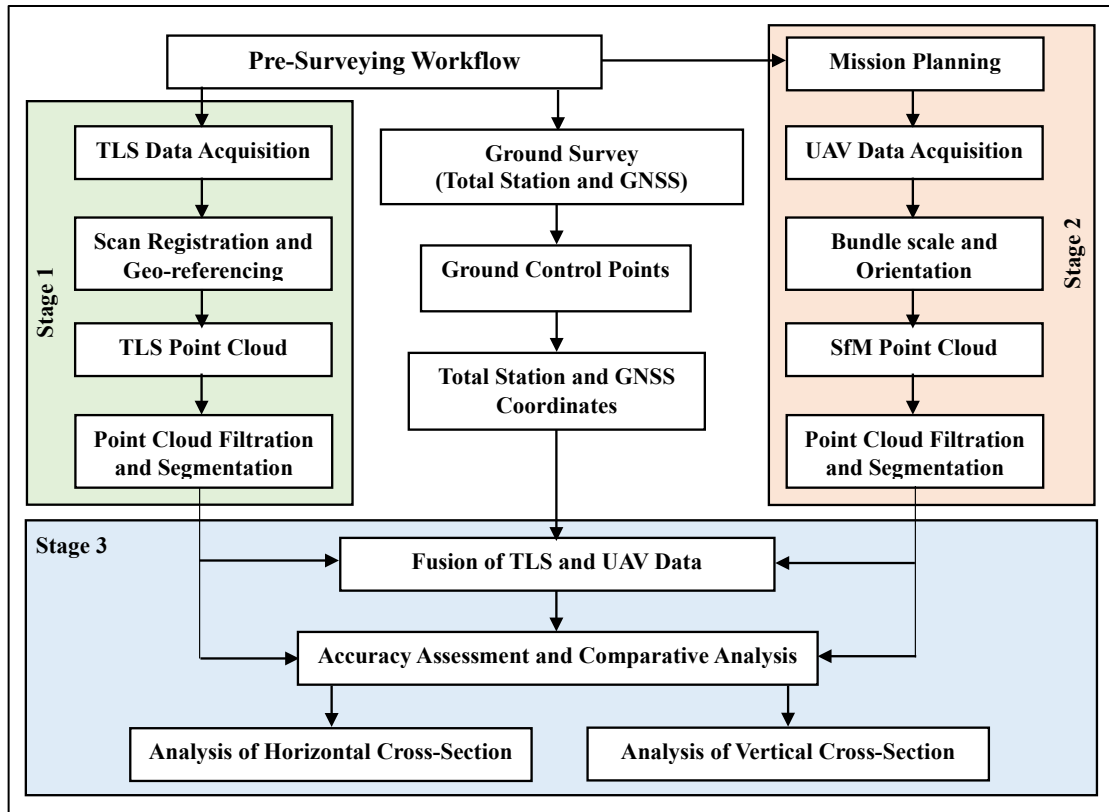 Pre-Surveying Workflow
Stage 1
TLS Data Acquisition
Scan Registration and
Geo-referencing
TLS Point Cloud
Point Cloud Filtration
and Segmentation
Ground Survey
(Total Station and GNSS)
Ground Control Points
Total Station and GNSS
Coordinates
Stage 2
Mission Planning
UAV Data Acquisition
Bundle scale and
Orientation
SfM Point Cloud
Point Cloud Filtration
and Segmentation
Stage 3
Fusion of TLS and UAV Data
Accuracy Assessment and Comparative Analysis
Analysis of Horizontal Cross-Section
Analysis of Vertical Cross-Section